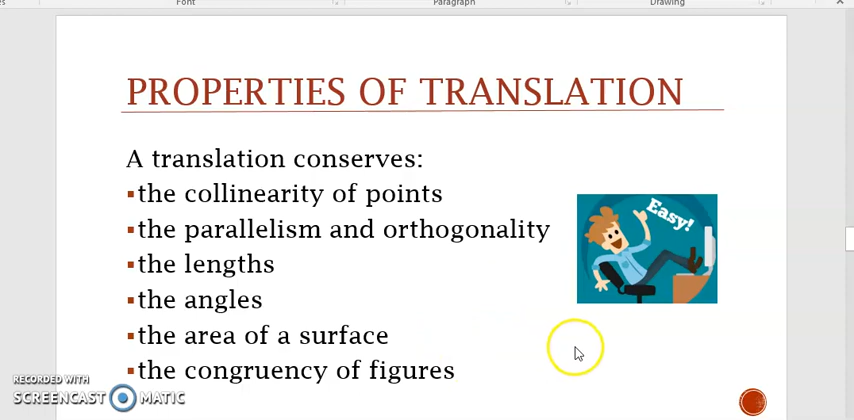 Font Paragraph Drawing
PROPERTIES OF TRANSLATION
A translation conserves:
▪the collinearity of points
▪the parallelism and orthogonality
▪the lengths
▪the angles
▪the area of a surface
▪the congruency of figures
Easy!
RECORDED WITH
SCREENCAST MATIC